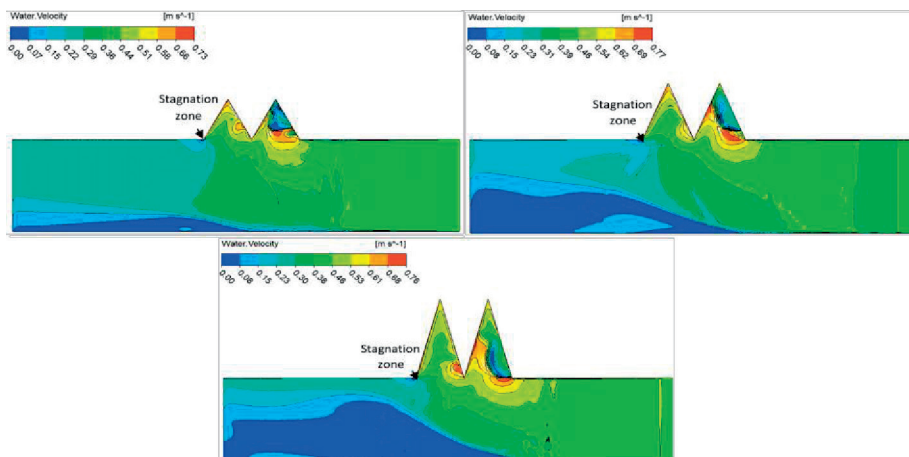 Water.Velocity [m s^-1]
0.00 0.07 0.15 0.22 0.29 0.36 0.44 0.51 0.58 0.66 0.73
Stagnation
zone
Water.Velocity [m s^-1]
0.00 0.08 0.15 0.23 0.31 0.39 0.46 0.54 0.62 0.69 0.77
Stagnation
zone
Water.Velocity [m s^-1]
0.00 0.08 0.15 0.23 0.30 0.38 0.46 0.53 0.61 0.68 0.76
Stagnation
zone